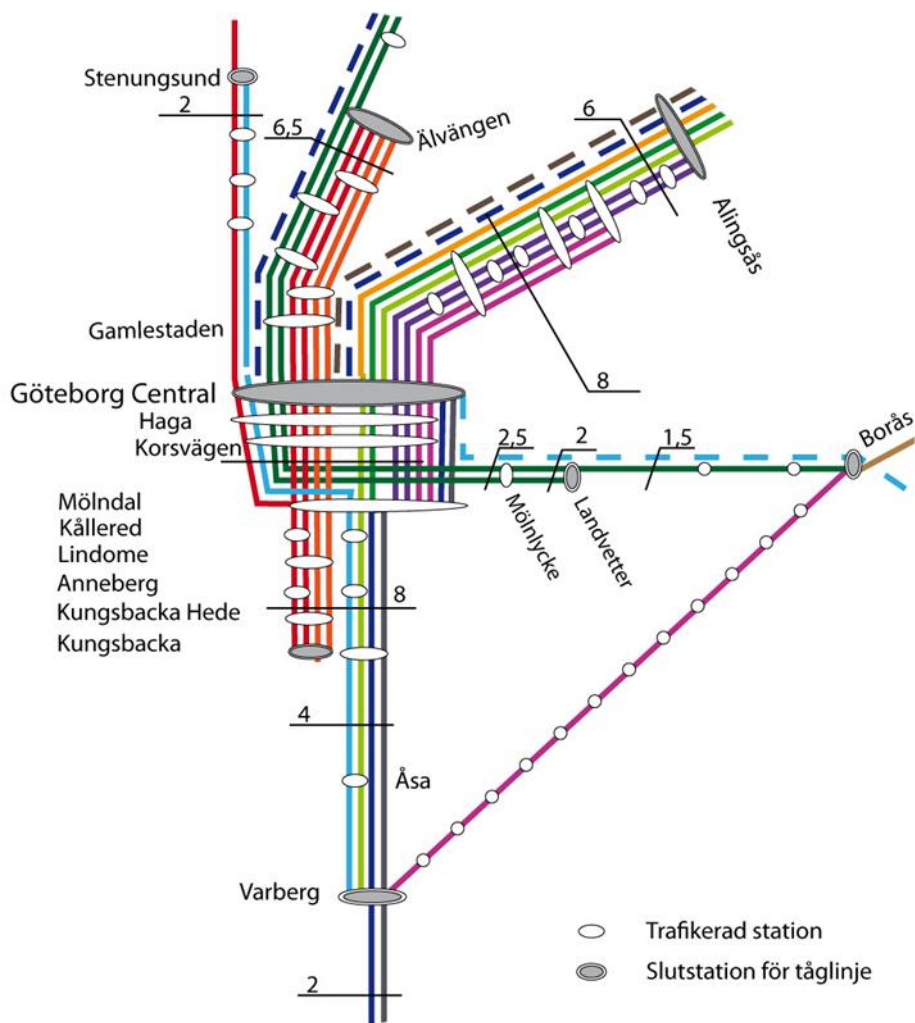 Stenungsund
2
6,5
Älvängen
6
Alingsås
Gamlestaden
8
Göteborg Central
Haga
Korsvägen
2,5
2
1,5
Borås
Mölnlycke
Landvetter
Mölndal
Kållered
Lindome
Anneberg
Kungsbacka Hede
Kungsbacka
8
4
Åsa
Varberg
Trafikerad station
Slutstation för tåglinje
2